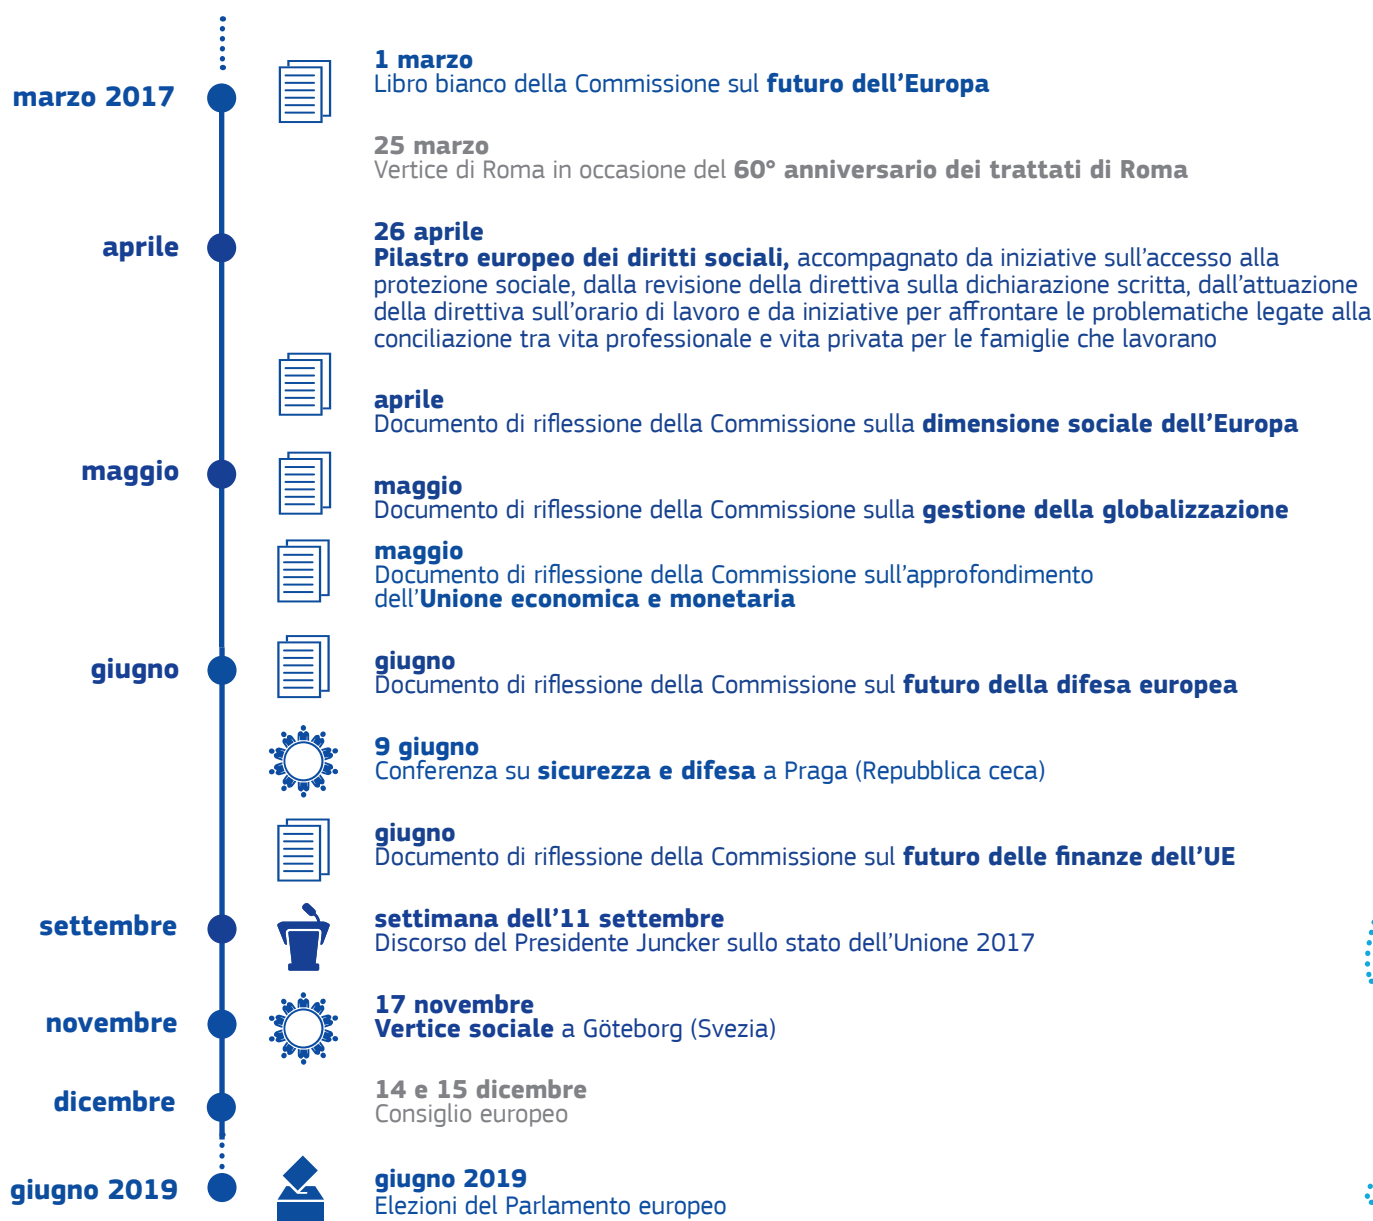 marzo 2017
1 marzo
Libro bianco della Commissione sul futuro dell'Europa
25 marzo
Vertice di Roma in occasione del 60° anniversario dei trattati di Roma
aprile
26 aprile
Pilastro europeo dei diritti sociali, accompagnato da iniziative sull'accesso alla
protezione sociale, dalla revisione della direttiva sulla dichiarazione scritta, dall'attuazione
della direttiva sull'orario di lavoro e da iniziative per affrontare le problematiche legate alla
conciliazione tra vita professionale e vita privata per le famiglie che lavorano
aprile
Documento di riflessione della Commissione sulla dimensione sociale dell'Europa
maggio
maggio
Documento di riflessione della Commissione sulla gestione della globalizzazione
maggio
Documento di riflessione della Commissione sull'approfondimento
dell'Unione economica e monetaria
giugno
giugno
Documento di riflessione della Commissione sul futuro della difesa europea
9 giugno
Conferenza su sicurezza e difesa a Praga (Repubblica ceca)
giugno
Documento di riflessione della Commissione sul futuro delle finanze dell'UE
settembre
settimana dell'11 settembre
Discorso del Presidente Juncker sullo stato dell'Unione 2017
novembre
17 novembre
Vertice sociale a Göteborg (Svezia)
dicembre
14 e 15 dicembre
Consiglio europeo
giugno 2019
giugno 2019
Elezioni del Parlamento europeo